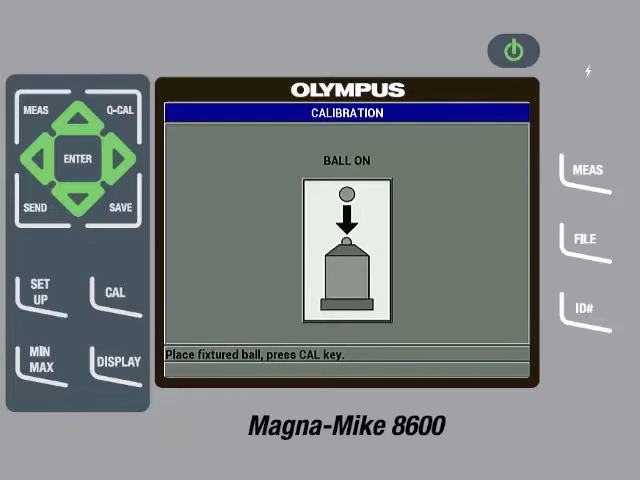 OLYMPUS
CALIBRATION
BALL ON
Place fixtured ball, press CAL key.
MEAS
Q-CAL
ENTER
SEND
SAVE
SET
UP
CAL
MIN
MAX
DISPLAY
MEAS
FILE
ID#
Magna-Mike 8600